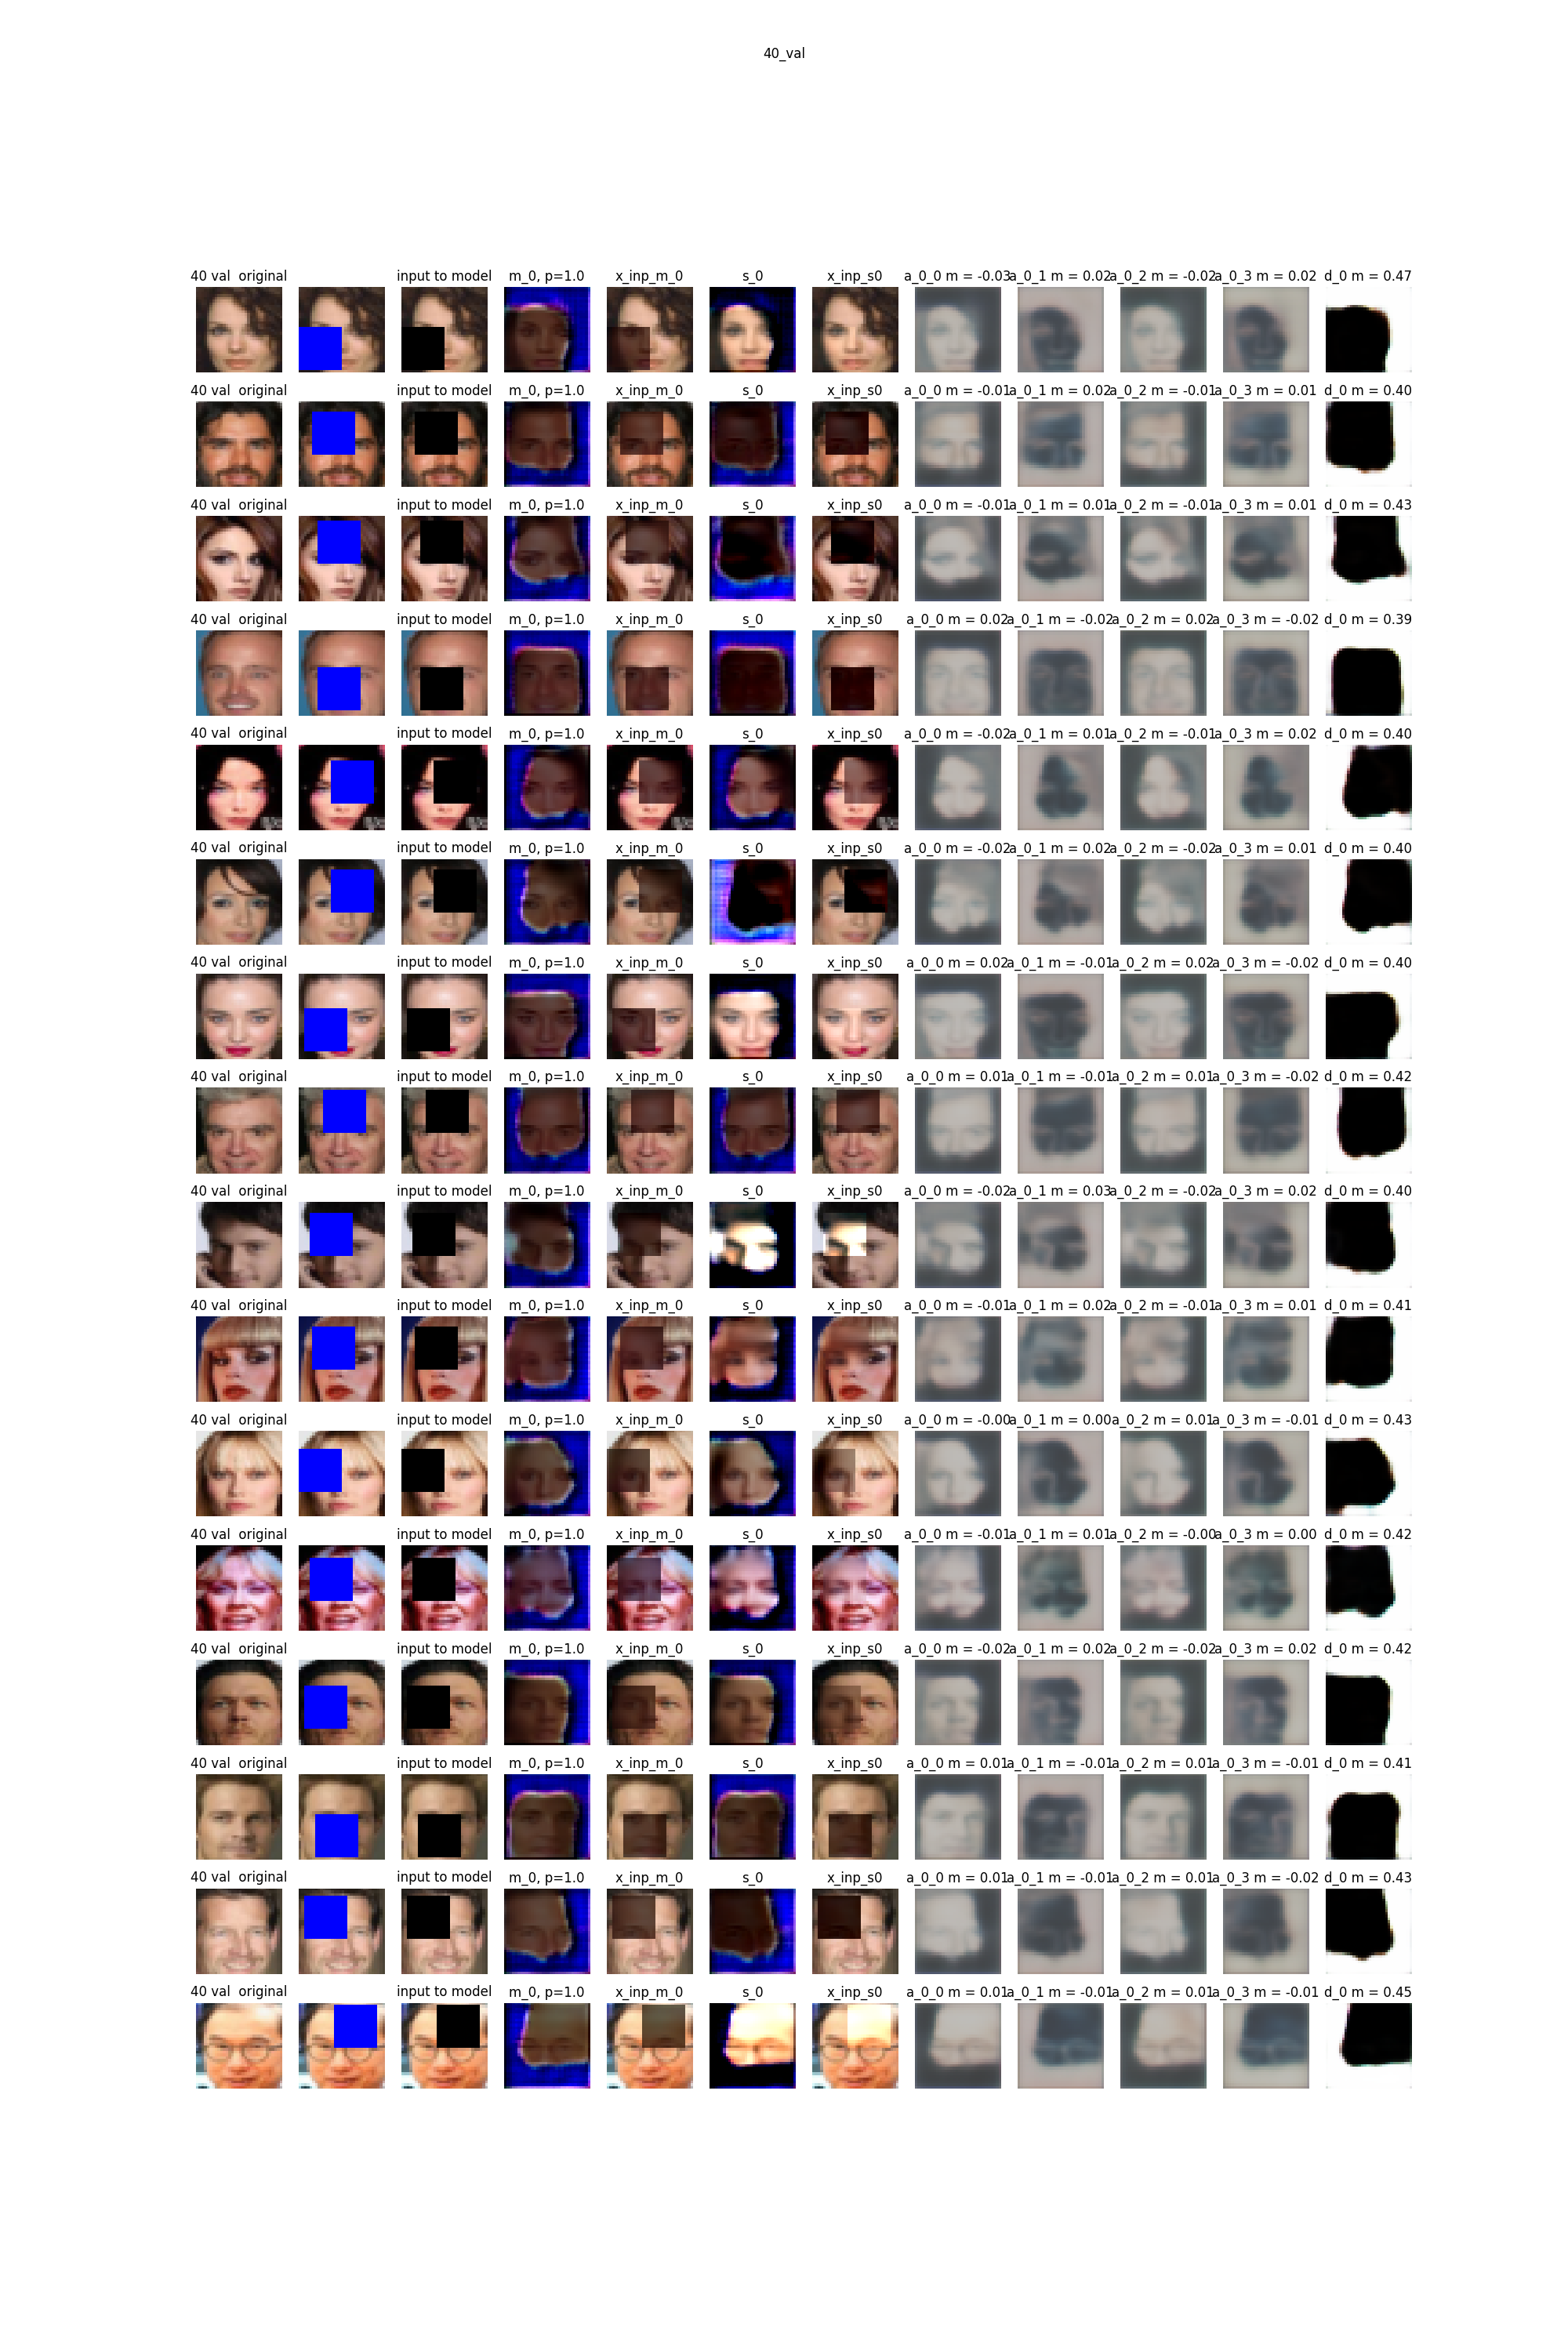 40_val
40 val original input to model m_0, p=1.0 x_inp_m_0 s_0 x_inp_s0 a_0_0 m = -0.03 a_0_1 m = 0.02 a_0_2 m = -0.02 a_0_3 m = 0.02 d_0 m = 0.47
40 val original input to model m_0, p=1.0 x_inp_m_0 s_0 x_inp_s0 a_0_0 m = -0.01 a_0_1 m = 0.02 a_0_2 m = -0.01 a_0_3 m = 0.01 d_0 m = 0.40
40 val original input to model m_0, p=1.0 x_inp_m_0 s_0 x_inp_s0 a_0_0 m = -0.01 a_0_1 m = 0.01 a_0_2 m = -0.01 a_0_3 m = 0.01 d_0 m = 0.43
40 val original input to model m_0, p=1.0 x_inp_m_0 s_0 x_inp_s0 a_0_0 m = 0.02 a_0_1 m = -0.02 a_0_2 m = 0.02 a_0_3 m = -0.02 d_0 m = 0.39
40 val original input to model m_0, p=1.0 x_inp_m_0 s_0 x_inp_s0 a_0_0 m = -0.02 a_0_1 m = 0.01 a_0_2 m = -0.01 a_0_3 m = 0.02 d_0 m = 0.40
40 val original input to model m_0, p=1.0 x_inp_m_0 s_0 x_inp_s0 a_0_0 m = -0.02 a_0_1 m = 0.02 a_0_2 m = -0.02 a_0_3 m = 0.01 d_0 m = 0.40
40 val original input to model m_0, p=1.0 x_inp_m_0 s_0 x_inp_s0 a_0_0 m = 0.02 a_0_1 m = -0.01 a_0_2 m = 0.02 a_0_3 m = -0.02 d_0 m = 0.40
40 val original input to model m_0, p=1.0 x_inp_m_0 s_0 x_inp_s0 a_0_0 m = 0.01 a_0_1 m = -0.01 a_0_2 m = 0.01 a_0_3 m = -0.02 d_0 m = 0.42
40 val original input to model m_0, p=1.0 x_inp_m_0 s_0 x_inp_s0 a_0_0 m = -0.02 a_0_1 m = 0.03 a_0_2 m = -0.02 a_0_3 m = 0.02 d_0 m = 0.40
40 val original input to model m_0, p=1.0 x_inp_m_0 s_0 x_inp_s0 a_0_0 m = -0.01 a_0_1 m = 0.02 a_0_2 m = -0.01 a_0_3 m = 0.01 d_0 m = 0.41
40 val original input to model m_0, p=1.0 x_inp_m_0 s_0 x_inp_s0 a_0_0 m = -0.00 a_0_1 m = 0.00 a_0_2 m = 0.01 a_0_3 m = -0.01 d_0 m = 0.43
40 val original input to model m_0, p=1.0 x_inp_m_0 s_0 x_inp_s0 a_0_0 m = -0.01 a_0_1 m = 0.01 a_0_2 m = -0.00 a_0_3 m = 0.00 d_0 m = 0.42
40 val original input to model m_0, p=1.0 x_inp_m_0 s_0 x_inp_s0 a_0_0 m = -0.02 a_0_1 m = 0.02 a_0_2 m = -0.02 a_0_3 m = 0.02 d_0 m = 0.42
40 val original input to model m_0, p=1.0 x_inp_m_0 s_0 x_inp_s0 a_0_0 m = 0.01 a_0_1 m = -0.01 a_0_2 m = 0.01 a_0_3 m = -0.01 d_0 m = 0.41
40 val original input to model m_0, p=1.0 x_inp_m_0 s_0 x_inp_s0 a_0_0 m = 0.01 a_0_1 m = -0.01 a_0_2 m = 0.01 a_0_3 m = -0.02 d_0 m = 0.43
40 val original input to model m_0, p=1.0 x_inp_m_0 s_0 x_inp_s0 a_0_0 m = 0.01 a_0_1 m = -0.01 a_0_2 m = 0.01 a_0_3 m = -0.01 d_0 m = 0.45